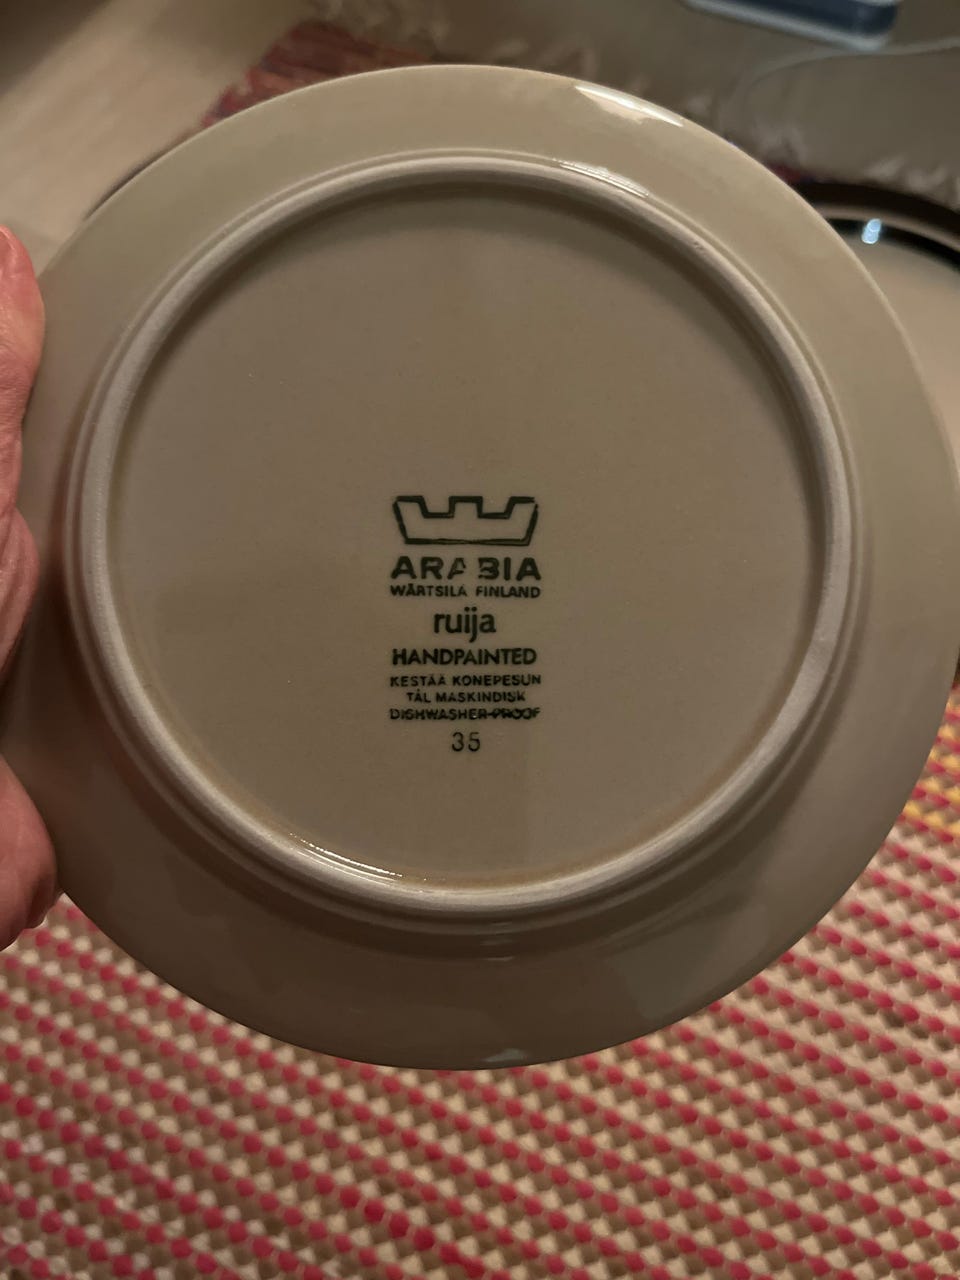 ARABIA
WÄRTSILÄ FINLAND
ruija
HANDPAINTED
KESTÄÄ KONEPESUN
TÅL MASKINDISK
DISHWASHER-PROOF
35